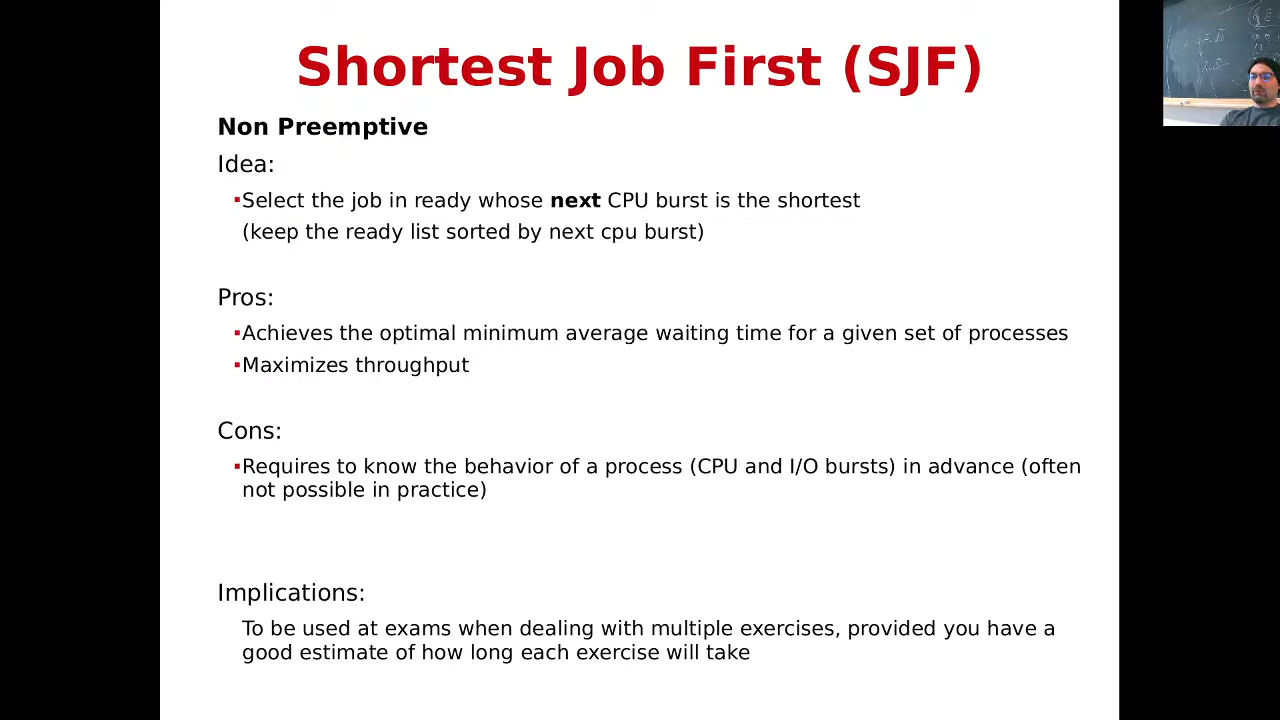 Shortest Job First (SJF)
Non Preemptive
Idea:
▪Select the job in ready whose next CPU burst is the shortest
(keep the ready list sorted by next cpu burst)
Pros:
▪Achieves the optimal minimum average waiting time for a given set of processes
▪Maximizes throughput
Cons:
▪Requires to know the behavior of a process (CPU and I/O bursts) in advance (often
not possible in practice)
Implications:
To be used at exams when dealing with multiple exercises, provided you have a
good estimate of how long each exercise will take